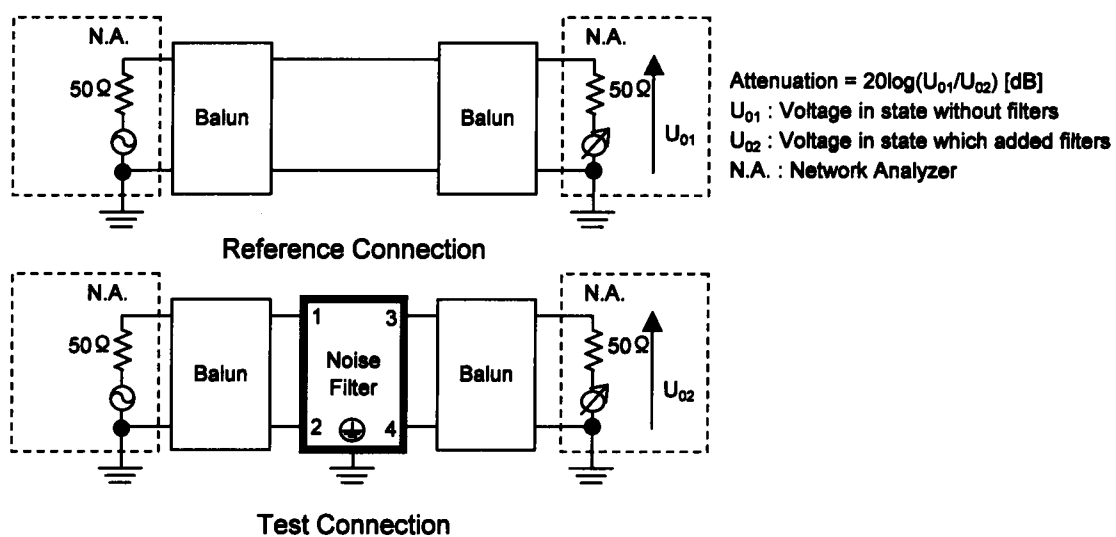 N.A.
50Ω
Balun
Balun
N.A.
50Ω
U01
Attenuation = 20log(U01/U02) [dB]
U01 : Voltage in state without filters
U02 : Voltage in state which added filters
N.A. : Network Analyzer
Reference Connection
N.A.
50Ω
Balun
1 3
Noise
Filter
2 4
Balun
N.A.
50Ω
U02
Test Connection